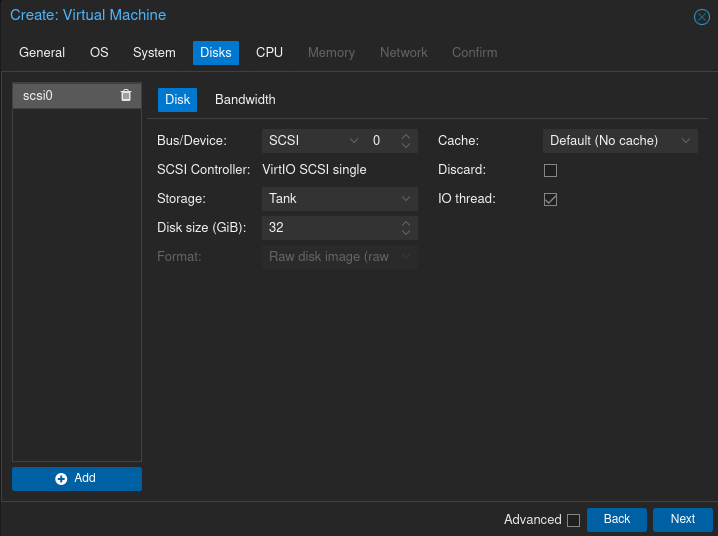 Create: Virtual Machine
General OS System Disks CPU Memory Network Confirm
scsi0
Disk Bandwidth
Bus/Device: SCSI 0 Cache: Default (No cache)
SCSI Controller: VirtIO SCSI single Discard:
Storage: Tank IO thread:
Disk size (GiB): 32
Format: Raw disk image (raw
Add
Advanced Back Next